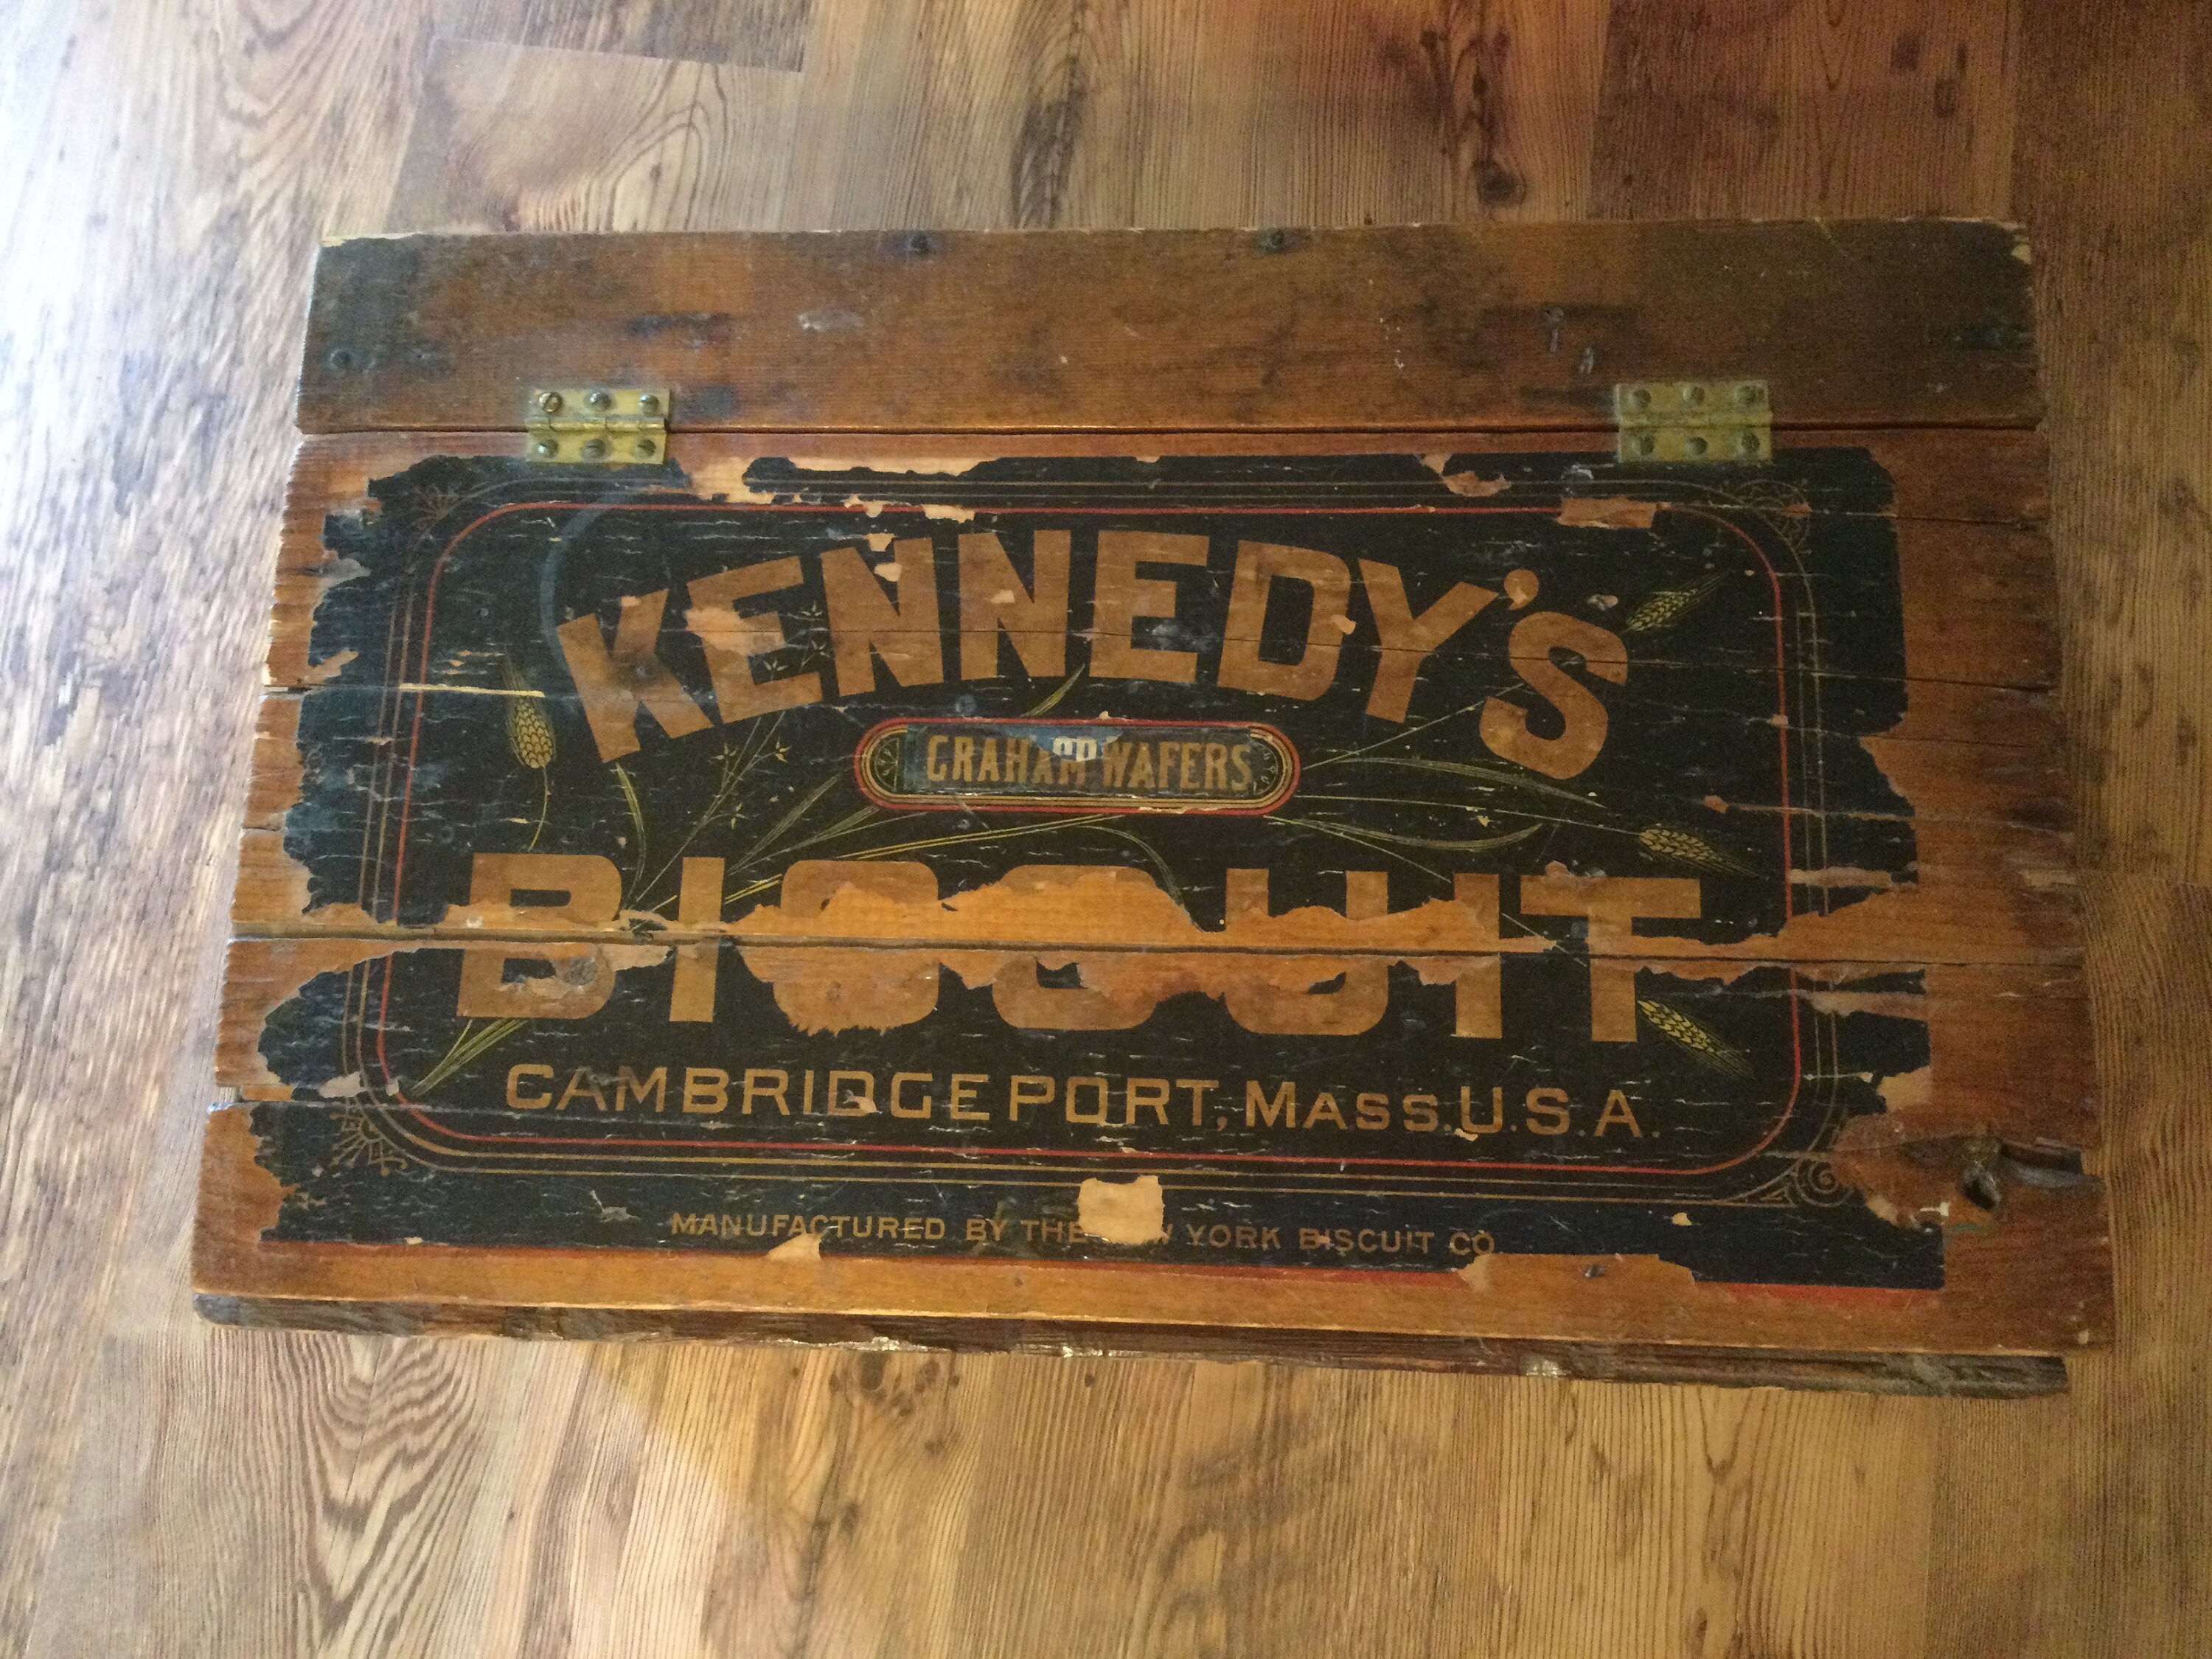 KENNEDY'S
GRAHAM WAFERS
BISCUIT
CAMBRIDGEPORT, MASS. U.S.A.
MANUFACTURED BY THE YORK BISCUIT CO